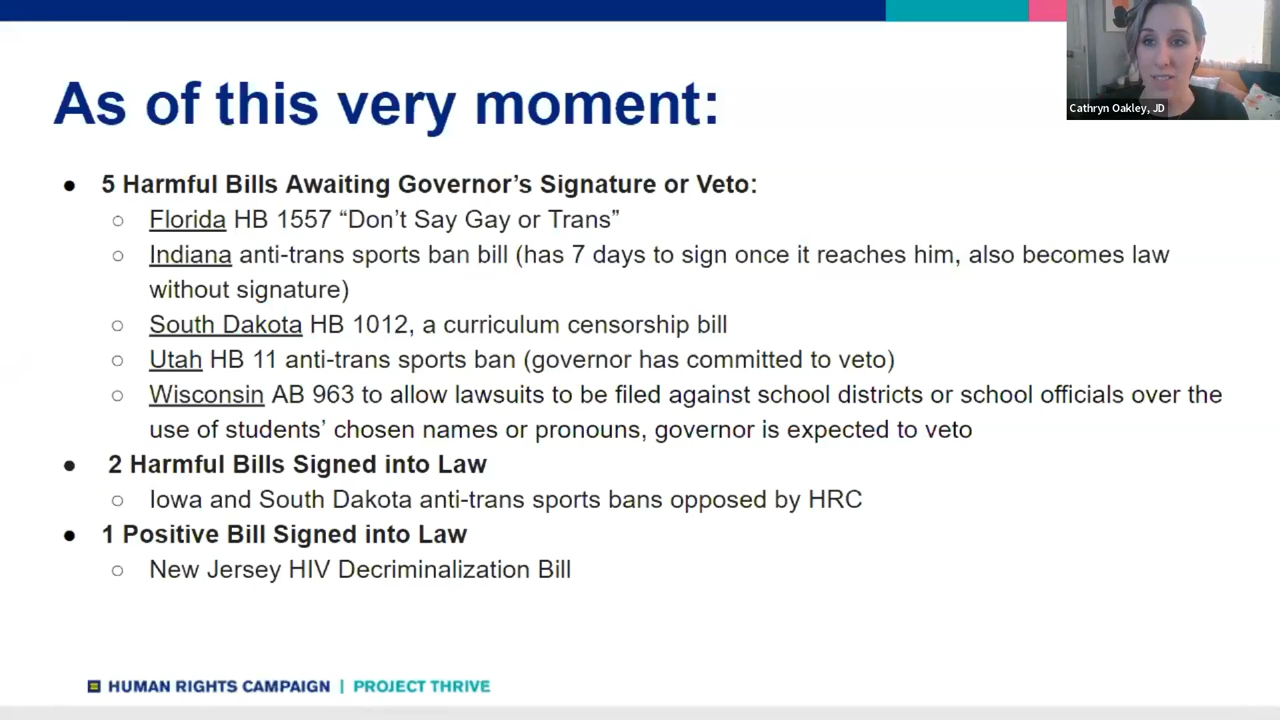 Cathryn Oakley, JD
As of this very moment:
● 5 Harmful Bills Awaiting Governor’s Signature or Veto:
○ Florida HB 1557 “Don’t Say Gay or Trans”
○ Indiana anti-trans sports ban bill (has 7 days to sign once it reaches him, also becomes law
without signature)
○ South Dakota HB 1012, a curriculum censorship bill
○ Utah HB 11 anti-trans sports ban (governor has committed to veto)
○ Wisconsin AB 963 to allow lawsuits to be filed against school districts or school officials over the
use of students’ chosen names or pronouns, governor is expected to veto
● 2 Harmful Bills Signed into Law
○ Iowa and South Dakota anti-trans sports bans opposed by HRC
● 1 Positive Bill Signed into Law
○ New Jersey HIV Decriminalization Bill
HUMAN RIGHTS CAMPAIGN | PROJECT THRIVE